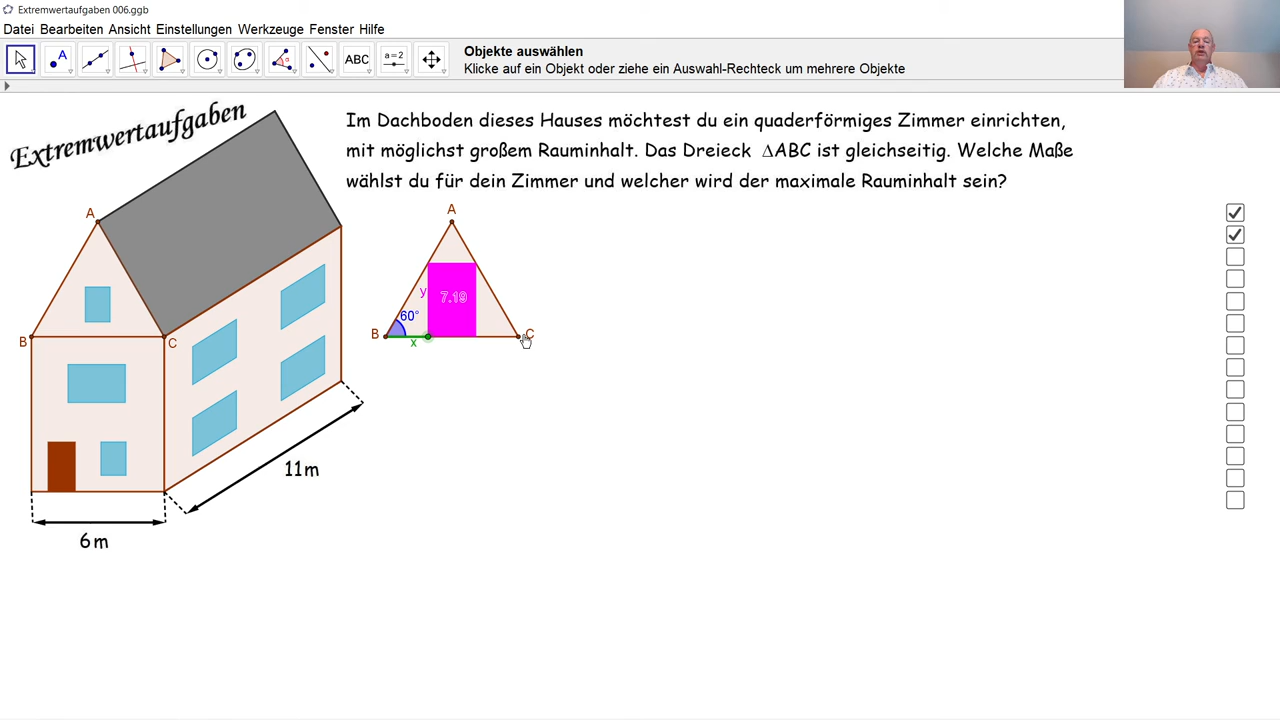 Extremwertaufgaben 006.ggb
Datei Bearbeiten Ansicht Einstellungen Werkzeuge Fenster Hilfe
A
ABC
a=2
Objekte auswählen
Klicke auf ein Objekt oder ziehe ein Auswahl-Rechteck um mehrere Objekte
Extremwertaufgaben
Im Dachboden dieses Hauses möchtest du ein quaderförmiges Zimmer einrichten,
mit möglichst großem Rauminhalt. Das Dreieck ∆ABC ist gleichseitig. Welche Maße
wählst du für dein Zimmer und welcher wird der maximale Rauminhalt sein?
A
B
C
11m
6m
A
y
7.19
60°
B
x
C